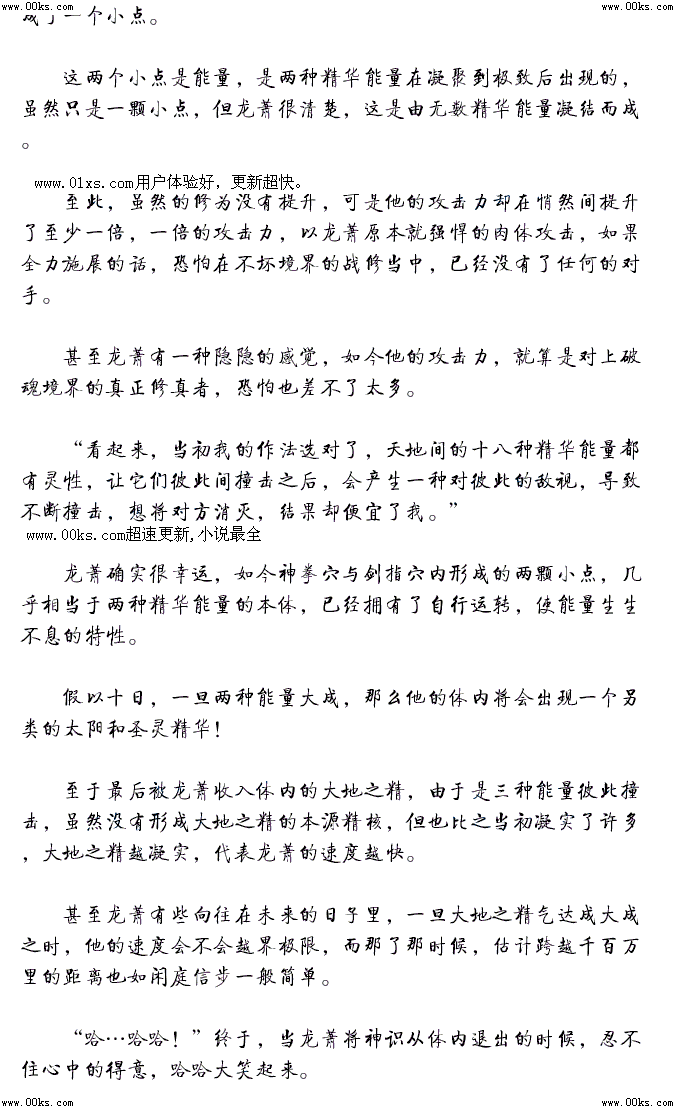 www.00ks.com www.00ks.com
成了一个小点。
这两个小点是能量，是两种精华能量在凝聚到极致后出现的，
虽然只是一颗小点，但龙萧很清楚，这是由无数精华能量凝结而成
。
www.01xs.com用户体验好，更新超快。
至此，虽然的修为没有提升，可是他的攻击力却在悄然间提升
了至少一倍，一倍的攻击力，以龙萧原本就强悍的肉体攻击，如果
全力施展的话，恐怕在不坏境界的战修当中，已经没有了任何的对
手。
甚至龙萧有一种隐隐的感觉，如今他的攻击力，就算是对上破
魂境界的真正修真者，恐怕也差不了太多。
“看起来，当初我的作法选对了，天地间的十八种精华能量都
有灵性，让它们彼此间撞击之后，会产生一种对彼此的敌视，导致
不断撞击，想将对方消灭，结果却便宜了我。”
www.00ks.com超速更新,小说最全
龙萧确实很幸运，如今神拳穴与剑指穴内形成的两颗小点，几
乎相当于两种精华能量的本体，已经拥有了自行运转，使能量生生
不息的特性。
假以十日，一旦两种能量大成，那么他的体内将会出现一个另
类的太阳和圣灵精华！
至于最后被龙萧收入体内的大地之精，由于是三种能量彼此撞
击，虽然没有形成大地之精的本源精核，但也比之当初凝实了许多
，大地之精越凝实，代表龙萧的速度越快。
甚至龙萧有些向往在未来的日子里，一旦大地之精气达成大成
之时，他的速度会不会越界极限，而那了那时候，估计跨越千百万
里的距离也如闲庭信步一般简单。
“哈…哈哈！”终于，当龙萧将神识从体内退出的时候，忍不
住心中的得意，哈哈大笑起来。
www.00ks.com www.00ks.com